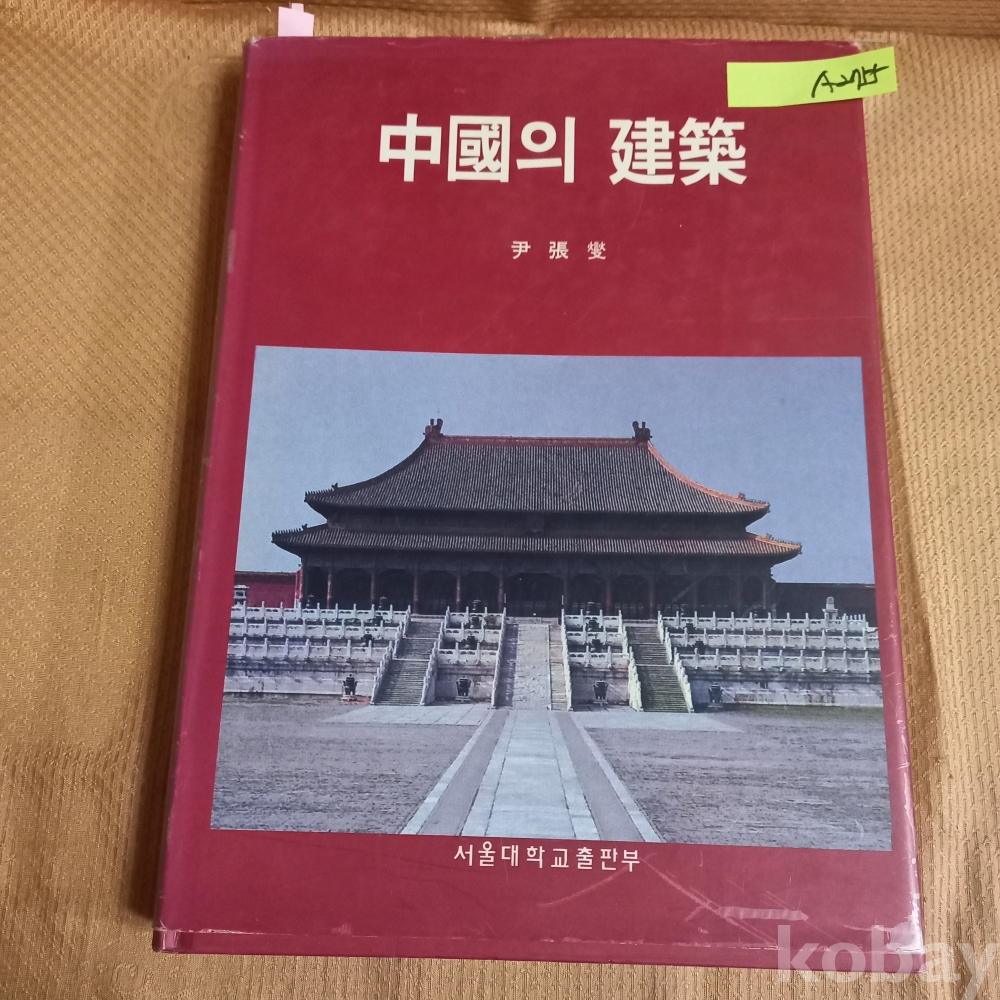 中國의 建築
尹張燮
서울대학교출판부
kobay